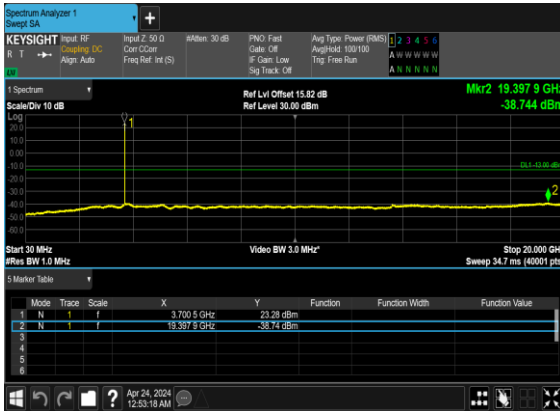 Spectrum Analyzer 1
Swept SA
KEYSIGHT Input: RF Input Z: 50 Ω #Atten: 30 dB PNO: Fast Avg Type: Power (RMS) 1 2 3 4 5 6
R T Coupling: DC Corr CCorr Gate: Off Avg|Hold: 100/100 A W W W W W
Align: Auto Freq Ref: Int (S) IF Gain: Low Trig: Free Run
Sig Track: Off A N N N N N
1 Spectrum Ref Lvl Offset 15.82 dB Mkr2 19.397 9 GHz
Scale/Div 10 dB Ref Level 30.00 dBm -38.744 dBm
Log
1
20.0
10.0
0.00
-10.0
DL1 -13.00 dBm
-20.0
-30.0
2
-40.0
-50.0
-60.0
Start 30 MHz Video BW 3.0 MHz* Stop 20.000 GHz
#Res BW 1.0 MHz Sweep 34.7 ms (40001 pts)
5 Marker Table
Mode Trace Scale X Y Function Function Width Function Value
1 N 1 f 3.700 5 GHz 23.28 dBm
2 N 1 f 19.397 9 GHz -38.74 dBm
3
4
5
6
Apr 24, 2024
12:53:18 AM